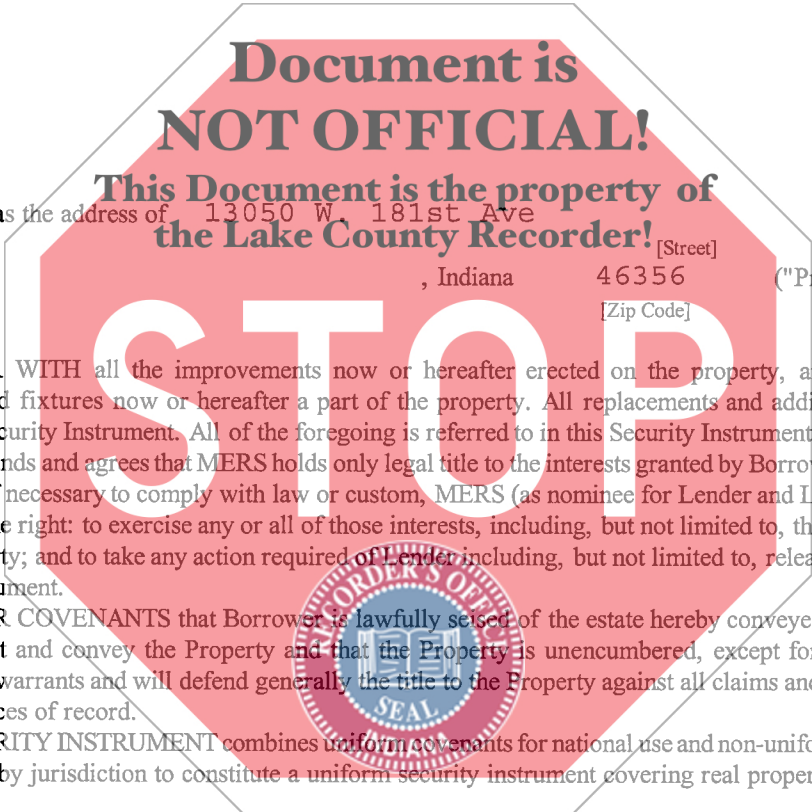 Document is
NOT OFFICIAL!
This Document is the property of
the Lake County Recorder!
s the address of 13050 W. 181st Ave
[Street]
, Indiana 46356 ("P
[Zip Code]
STOP
WITH all the improvements now or hereafter erected on the property, a
d fixtures now or hereafter a part of the property. All replacements and addi
curity Instrument. All of the foregoing is referred to in this Security Instrument
nds and agrees that MERS holds only legal title to the interests granted by Borro
necessary to comply with law or custom, MERS (as nominee for Lender and L
e right: to exercise any or all of those interests, including, but not limited to, th
ty; and to take any action required of Lender including, but not limited to, relea
ument.
R COVENANTS that Borrower is lawfully seised of the estate hereby conveye
t and convey the Property and that the Property is unencumbered, except for
warrants and will defend generally the title to the Property against all claims and
ces of record.
RITY INSTRUMENT combines uniform covenants for national use and non-unifo
by jurisdiction to constitute a uniform security instrument covering real proper
RECORDER'S OFFICE
SEAL
INDIANA